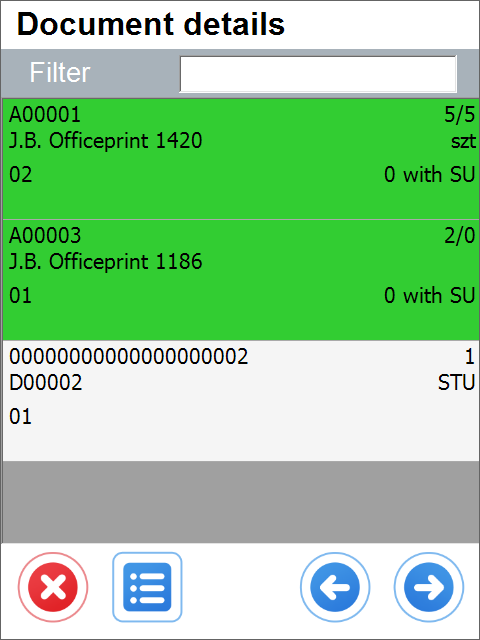 Document details
Filter
A00001 5/5
J.B. Officeprint 1420 szt
02 0 with SU
A00003 2/0
J.B. Officeprint 1186
01 0 with SU
00000000000000000002 1
D00002 STU
01